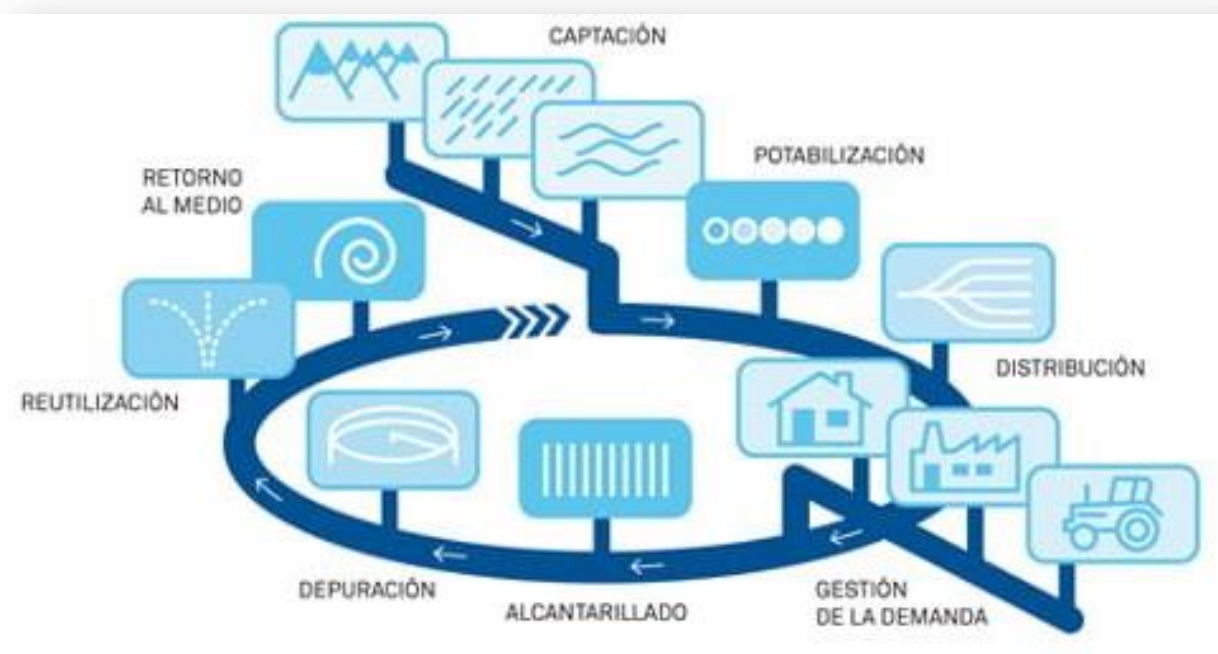 CAPTACIÓN
POTABILIZACIÓN
RETORNO
AL MEDIO
DISTRIBUCIÓN
REUTILIZACIÓN
DEPURACIÓN
ALCANTARILLADO
GESTIÓN
DE LA DEMANDA